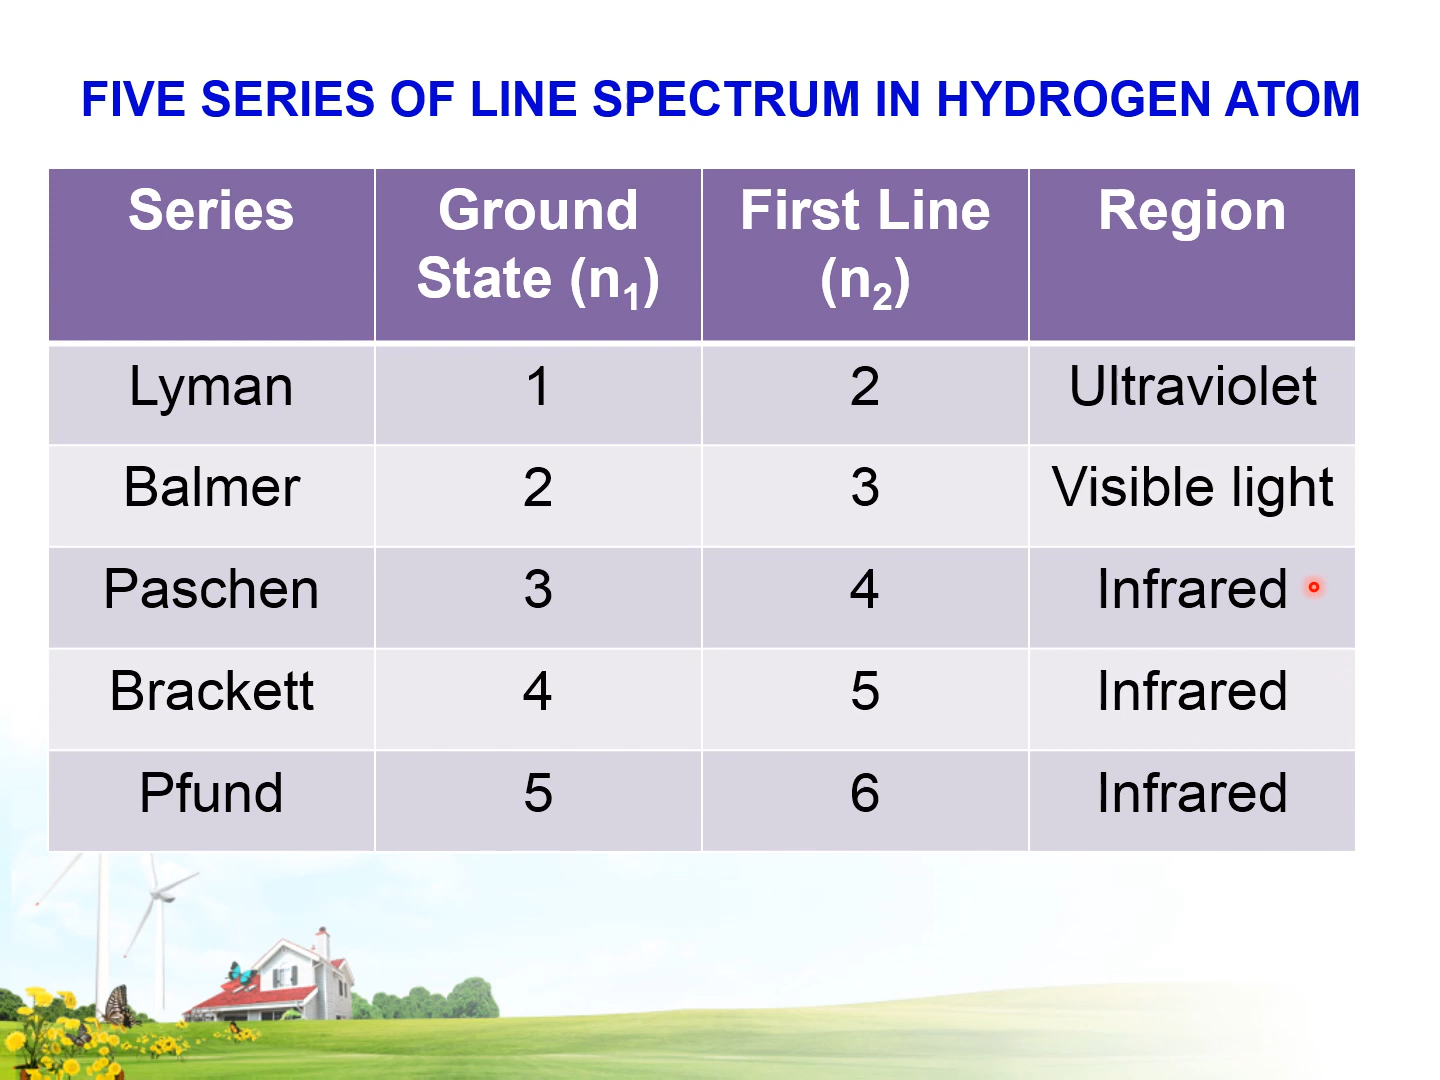 FIVE SERIES OF LINE SPECTRUM IN HYDROGEN ATOM
Series Ground State (n₁) First Line (n₂) Region
Lyman 1 2 Ultraviolet
Balmer 2 3 Visible light
Paschen 3 4 Infrared
Brackett 4 5 Infrared
Pfund 5 6 Infrared